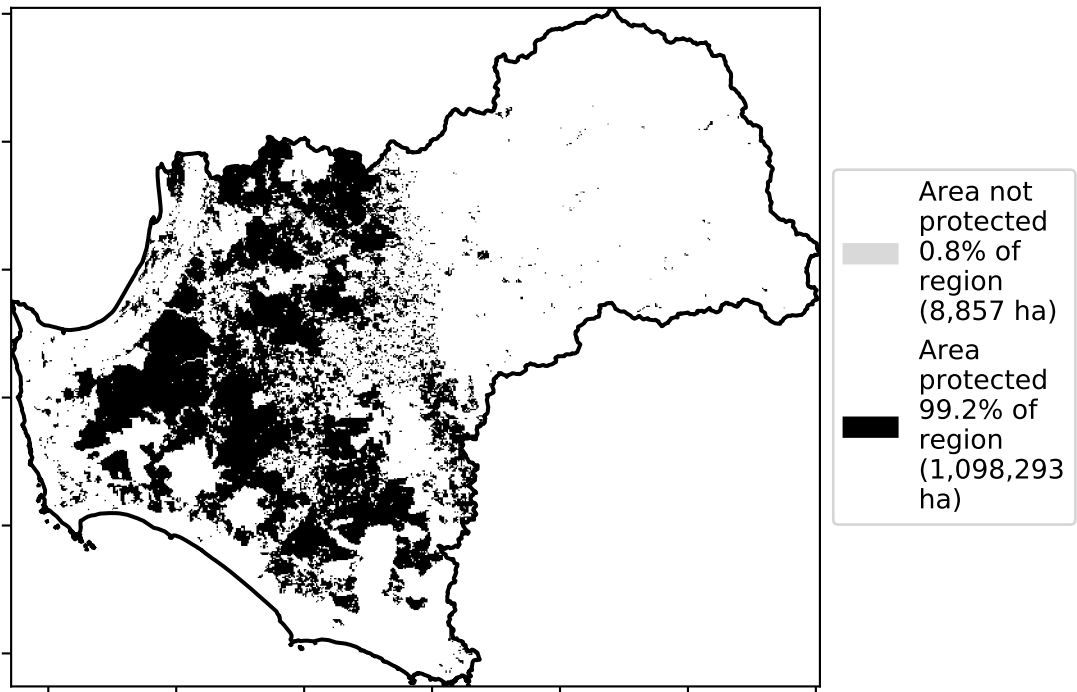 Area not
protected
0.8% of
region
(8,857 ha)
Area
protected
99.2% of
region
(1,098,293
ha)